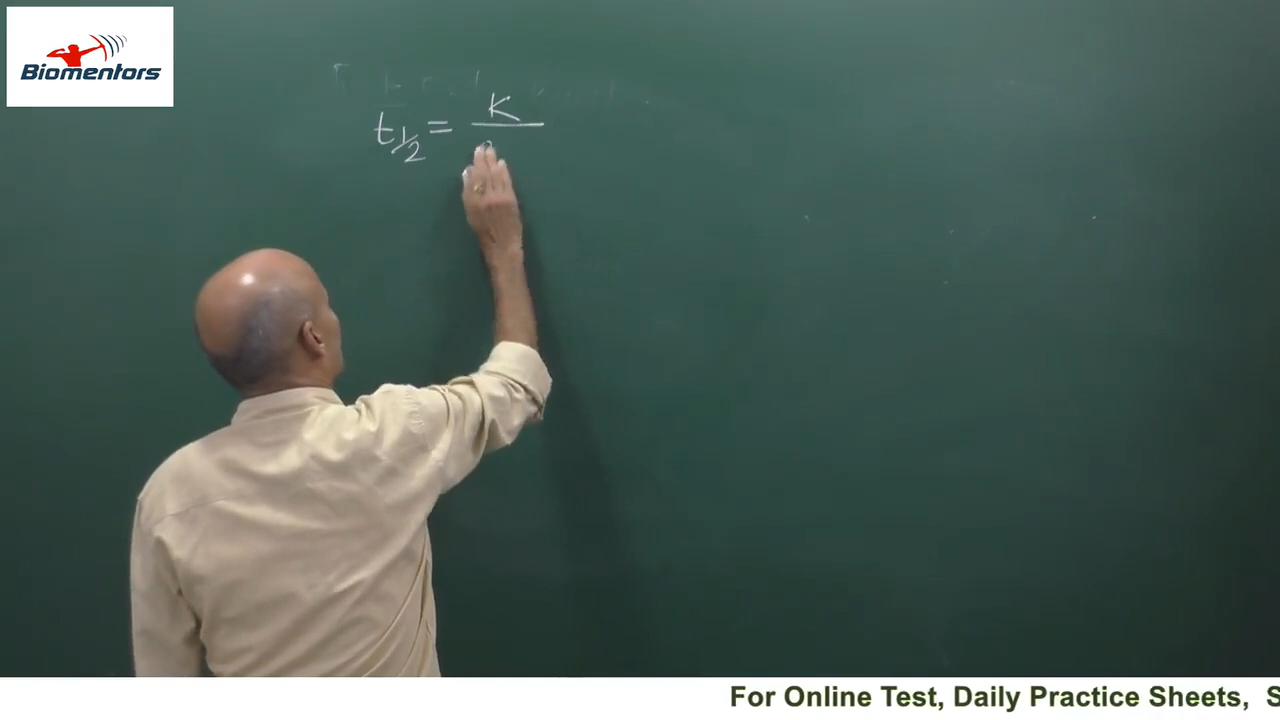 Biomentors
t1/2 = K
For Online Test, Daily Practice Sheets, S